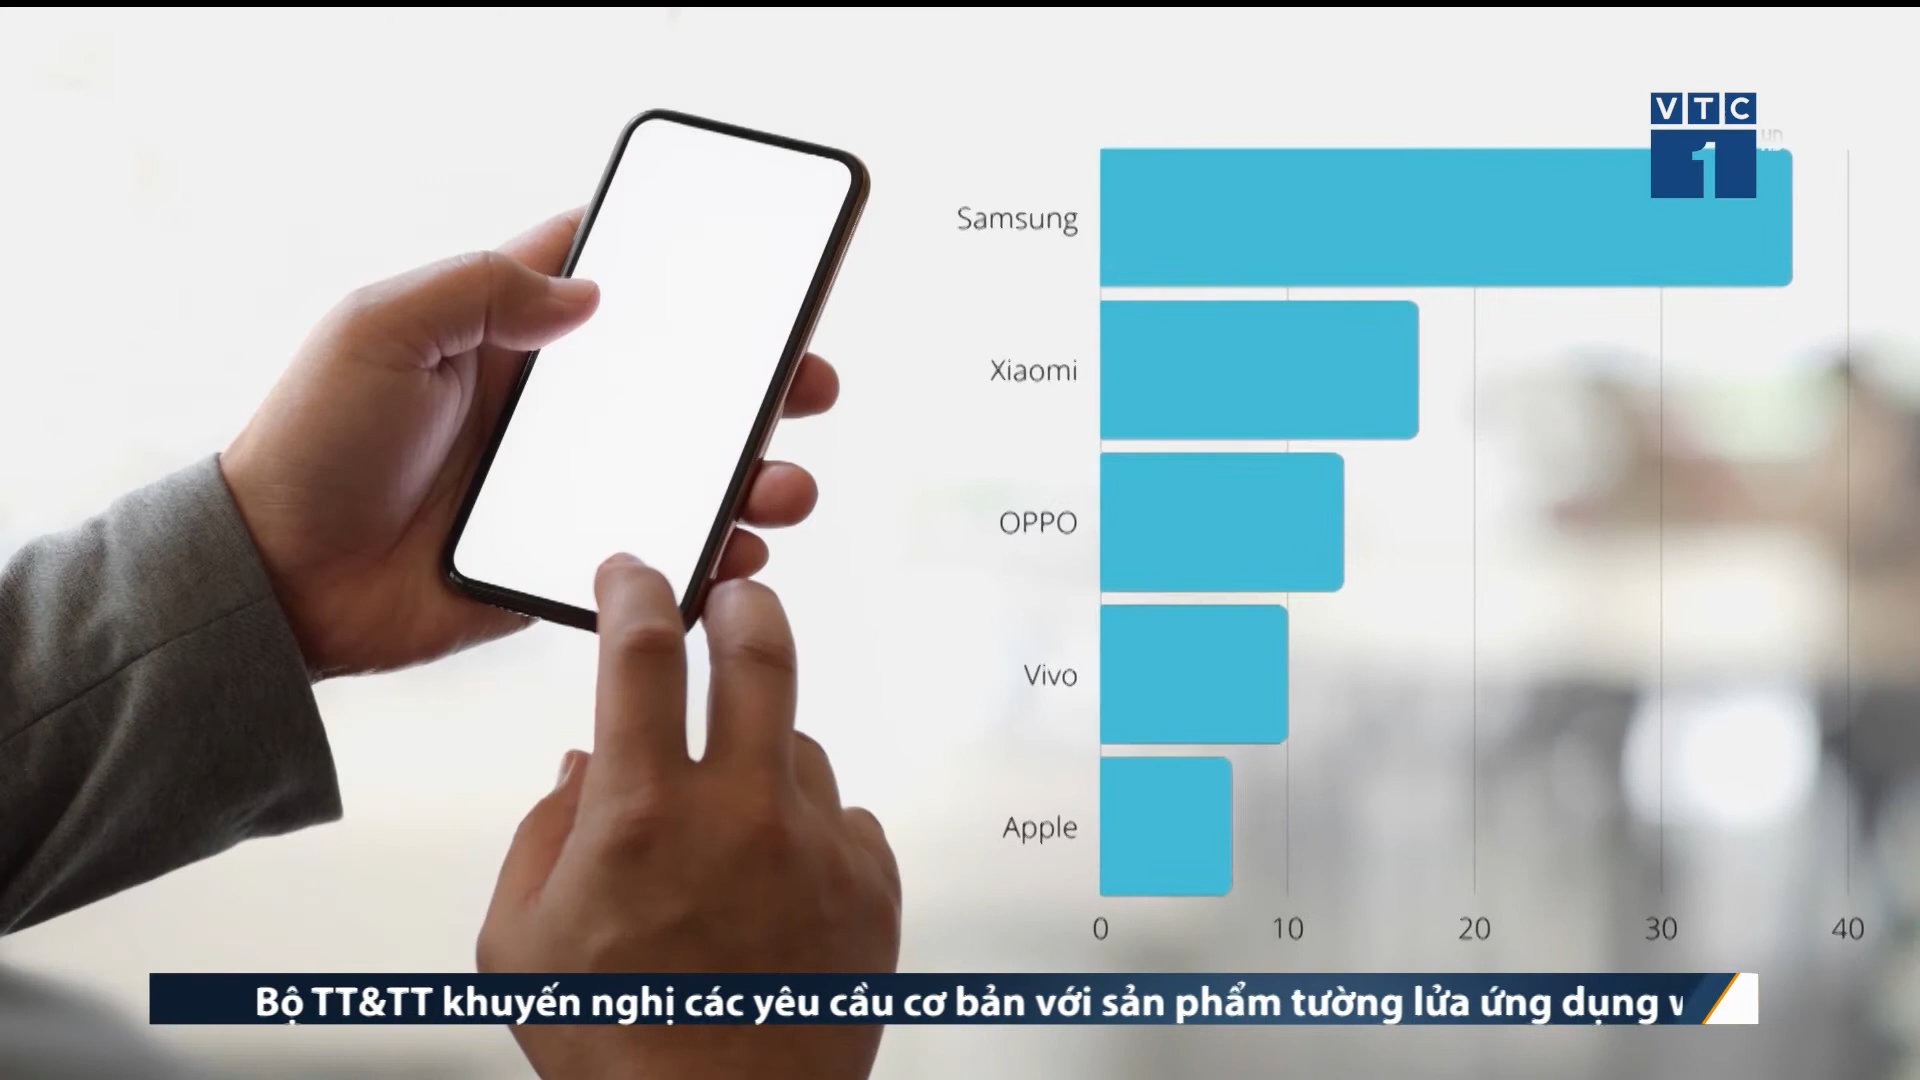 VTC
1
HD
Samsung
Xiaomi
OPPO
Vivo
Apple
0 10 20 30 40
Bộ TT&TT khuyến nghị các yêu cầu cơ bản với sản phẩm tường lửa ứng dụng